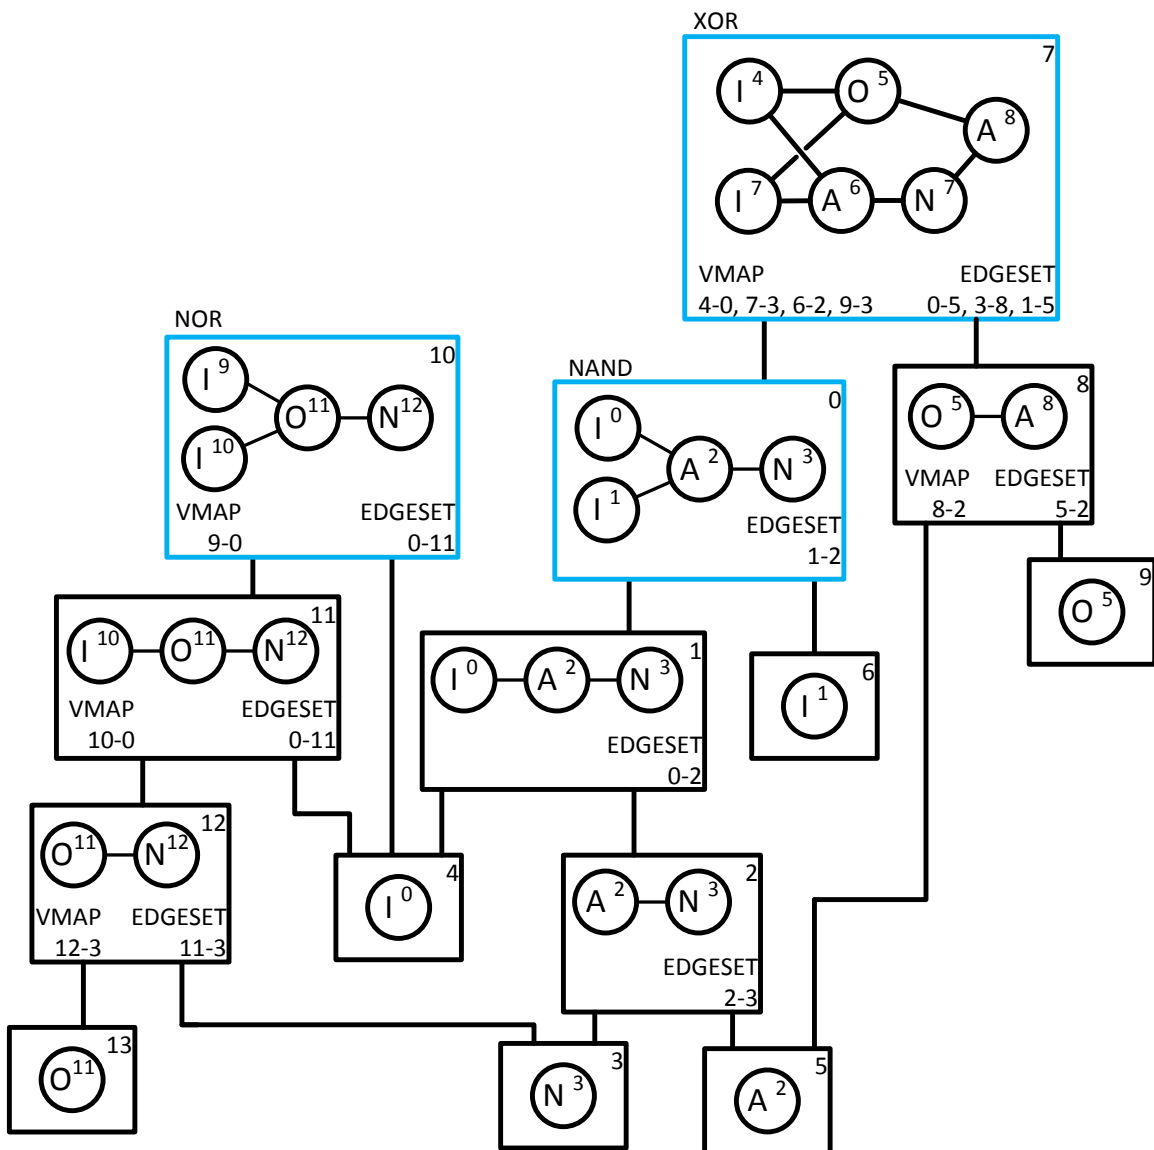 XOR
7
I 4
O 5
A 8
I 7
A 6
N 7
VMAP EDGESET
4-0, 7-3, 6-2, 9-3 0-5, 3-8, 1-5
NOR
10
I 9
O 11
N 12
I 10
VMAP EDGESET
9-0 0-11
NAND
0
I 0
A 2
N 3
I 1
EDGESET
1-2
8
O 5
A 8
VMAP EDGESET
8-2 5-2
9
O 5
11
I 10
O 11
N 12
VMAP EDGESET
10-0 0-11
1
I 0
A 2
N 3
EDGESET
0-2
6
I 1
12
O 11
N 12
VMAP EDGESET
12-3 11-3
4
I 0
2
A 2
N 3
EDGESET
2-3
13
O 11
3
N 3
5
A 2